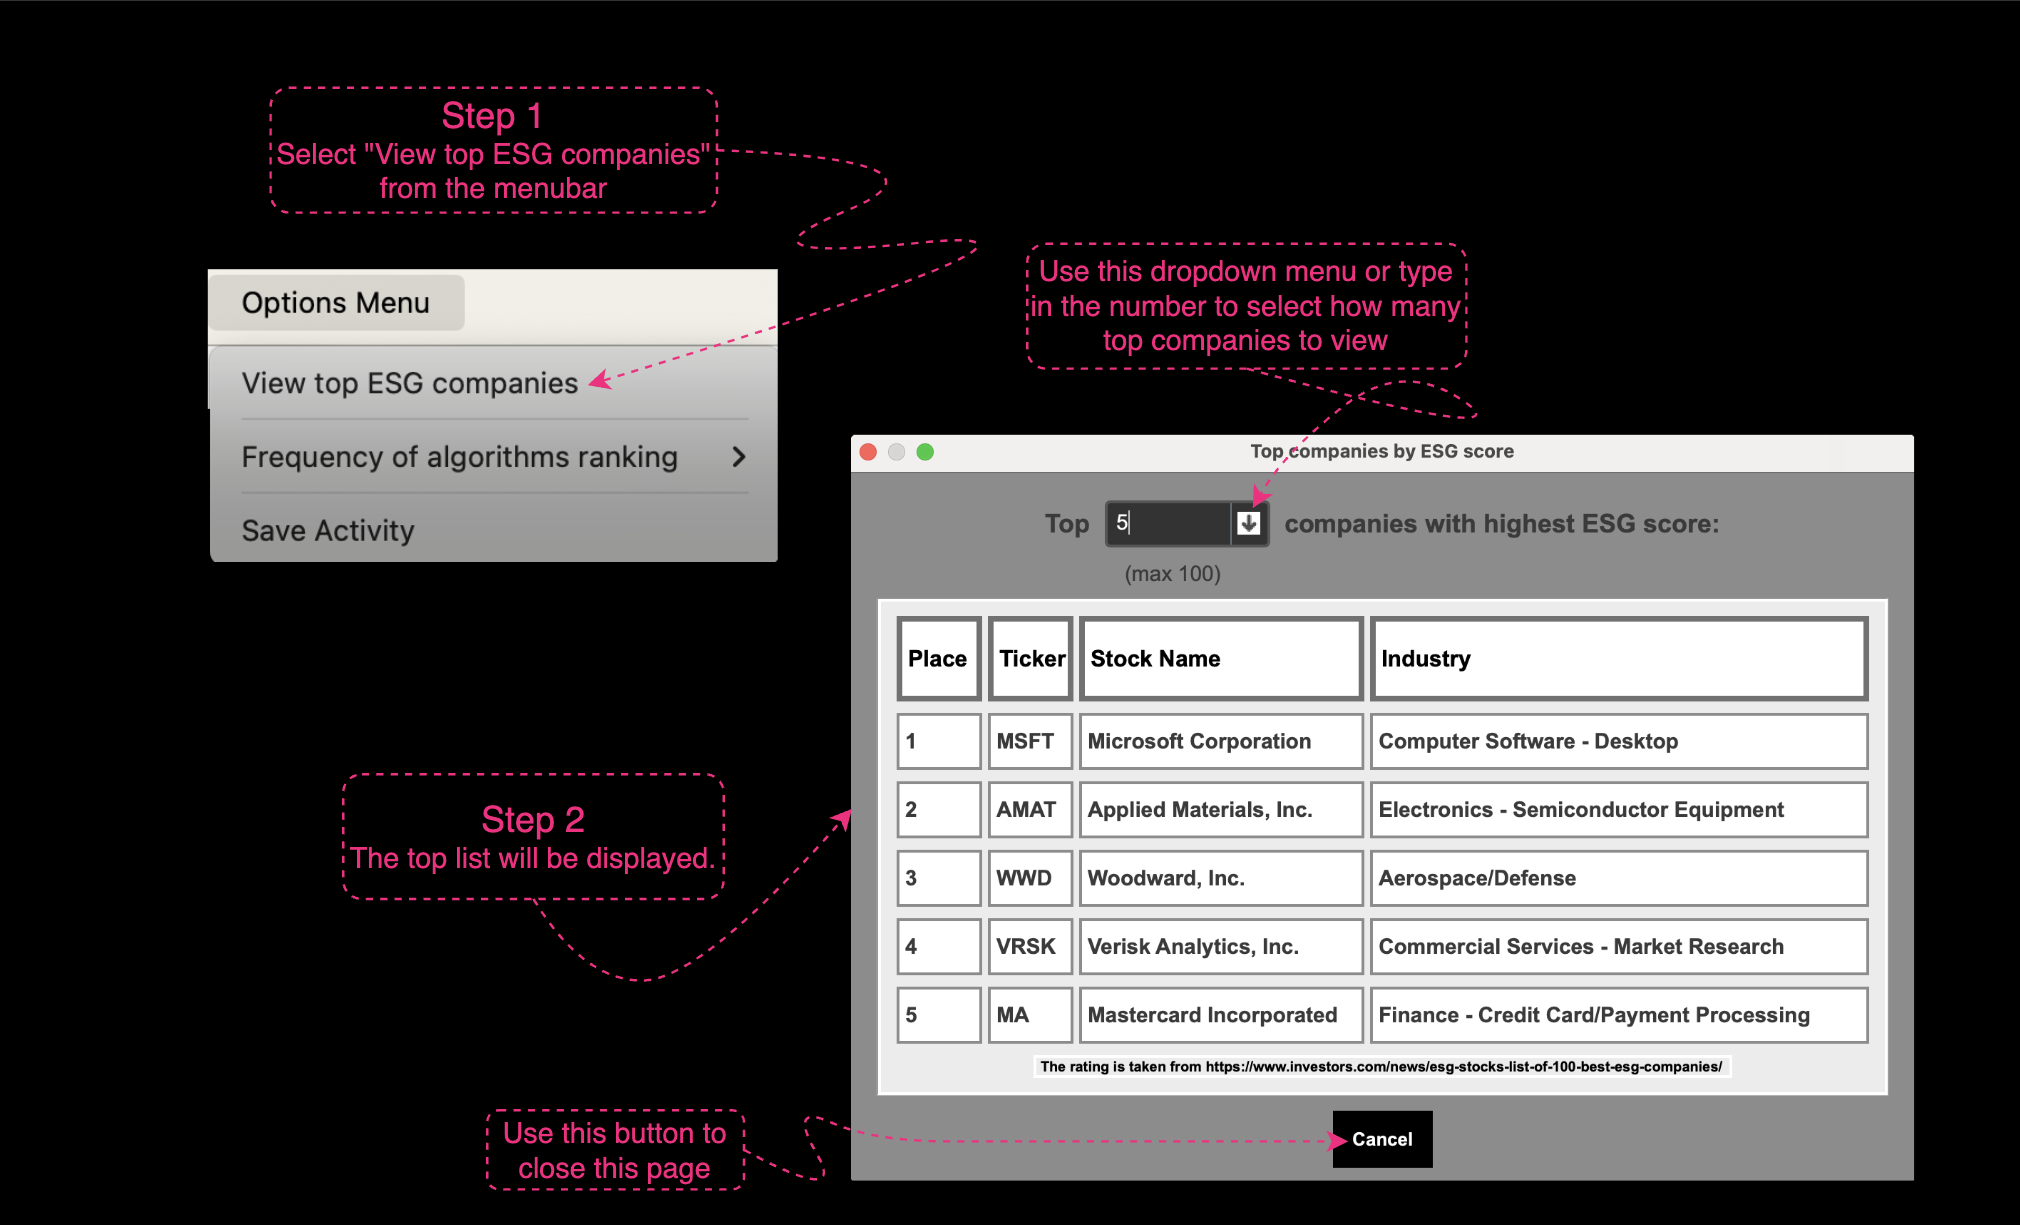 Step 1
Select "View top ESG companies"
from the menubar
Options Menu
View top ESG companies
Frequency of algorithms ranking
Save Activity
Use this dropdown menu or type
in the number to select how many
top companies to view
Top companies by ESG score
Top 5 companies with highest ESG score:
(max 100)
Place Ticker Stock Name Industry
1 MSFT Microsoft Corporation Computer Software - Desktop
2 AMAT Applied Materials, Inc. Electronics - Semiconductor Equipment
3 WWD Woodward, Inc. Aerospace/Defense
4 VRSK Verisk Analytics, Inc. Commercial Services - Market Research
5 MA Mastercard Incorporated Finance - Credit Card/Payment Processing
The rating is taken from https://www.investors.com/news/esg-stocks-list-of-100-best-esg-companies/
Cancel
Step 2
The top list will be displayed.
Use this button to
close this page